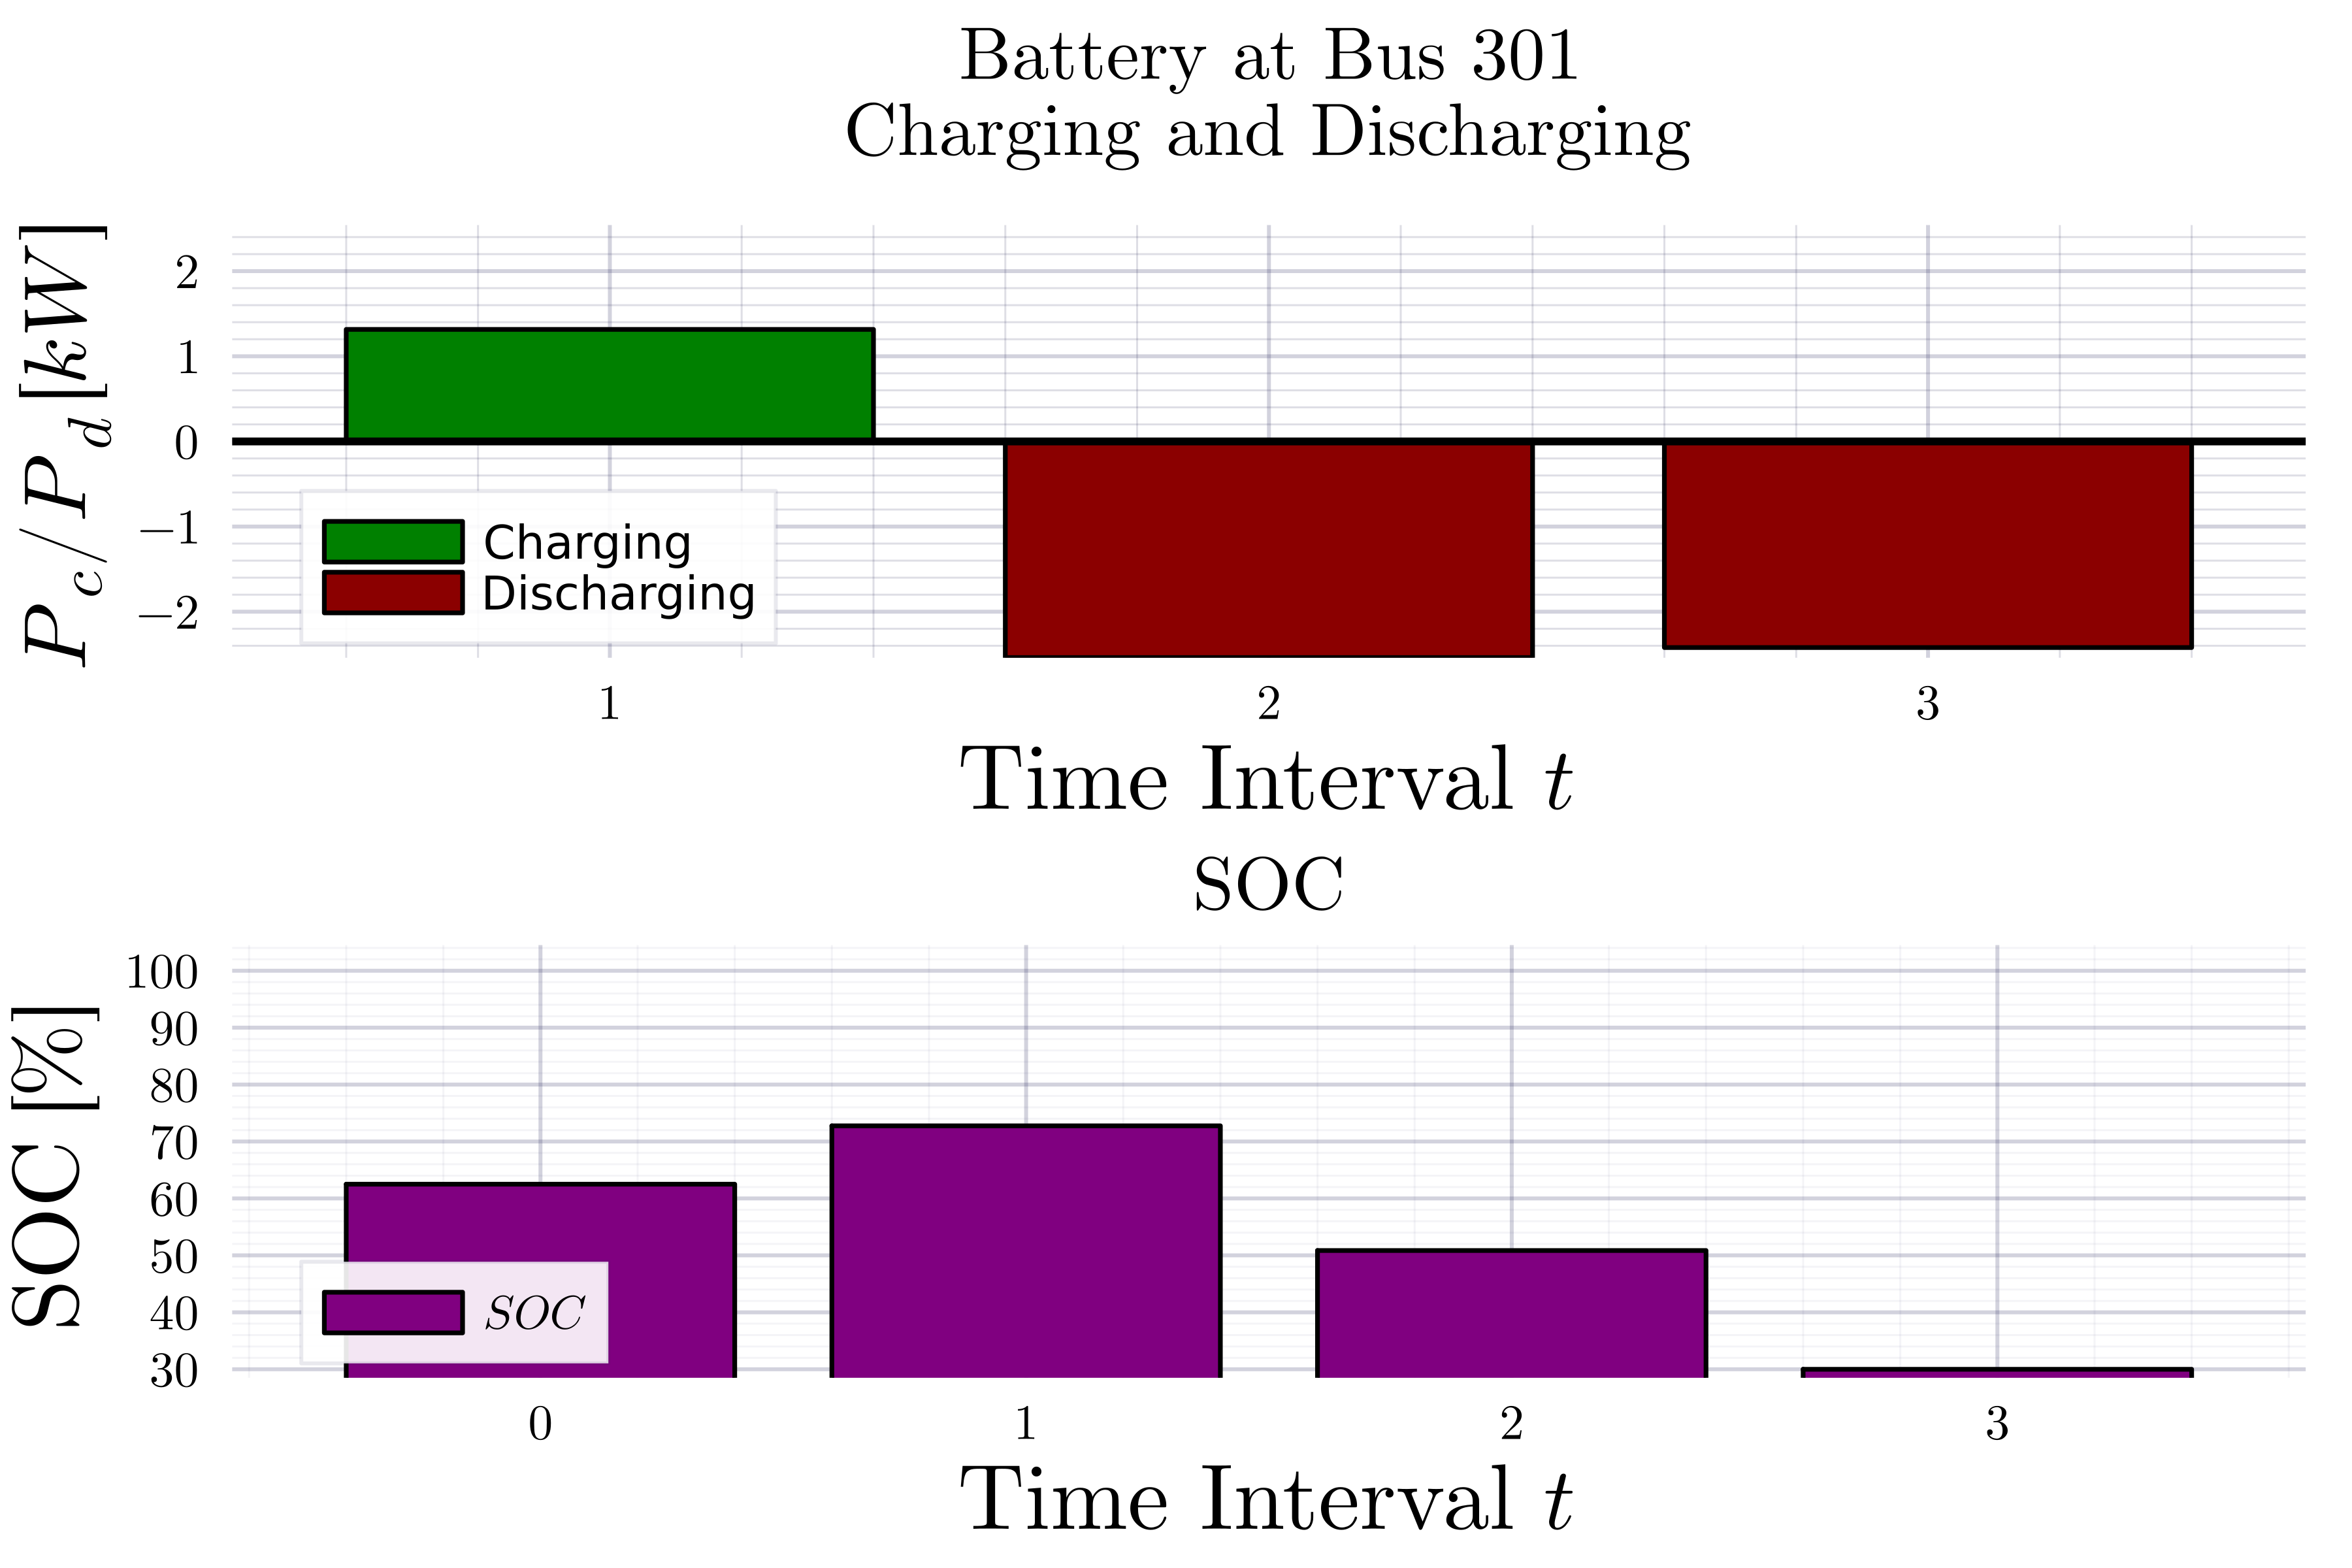 Battery at Bus 301
Charging and Discharging
P_c/P_d [kW]
2
1
0
−1
−2
Charging
Discharging
1 2 3
Time Interval t
SOC
SOC [%]
100
90
80
70
60
50
40
30
SOC
0 1 2 3
Time Interval t